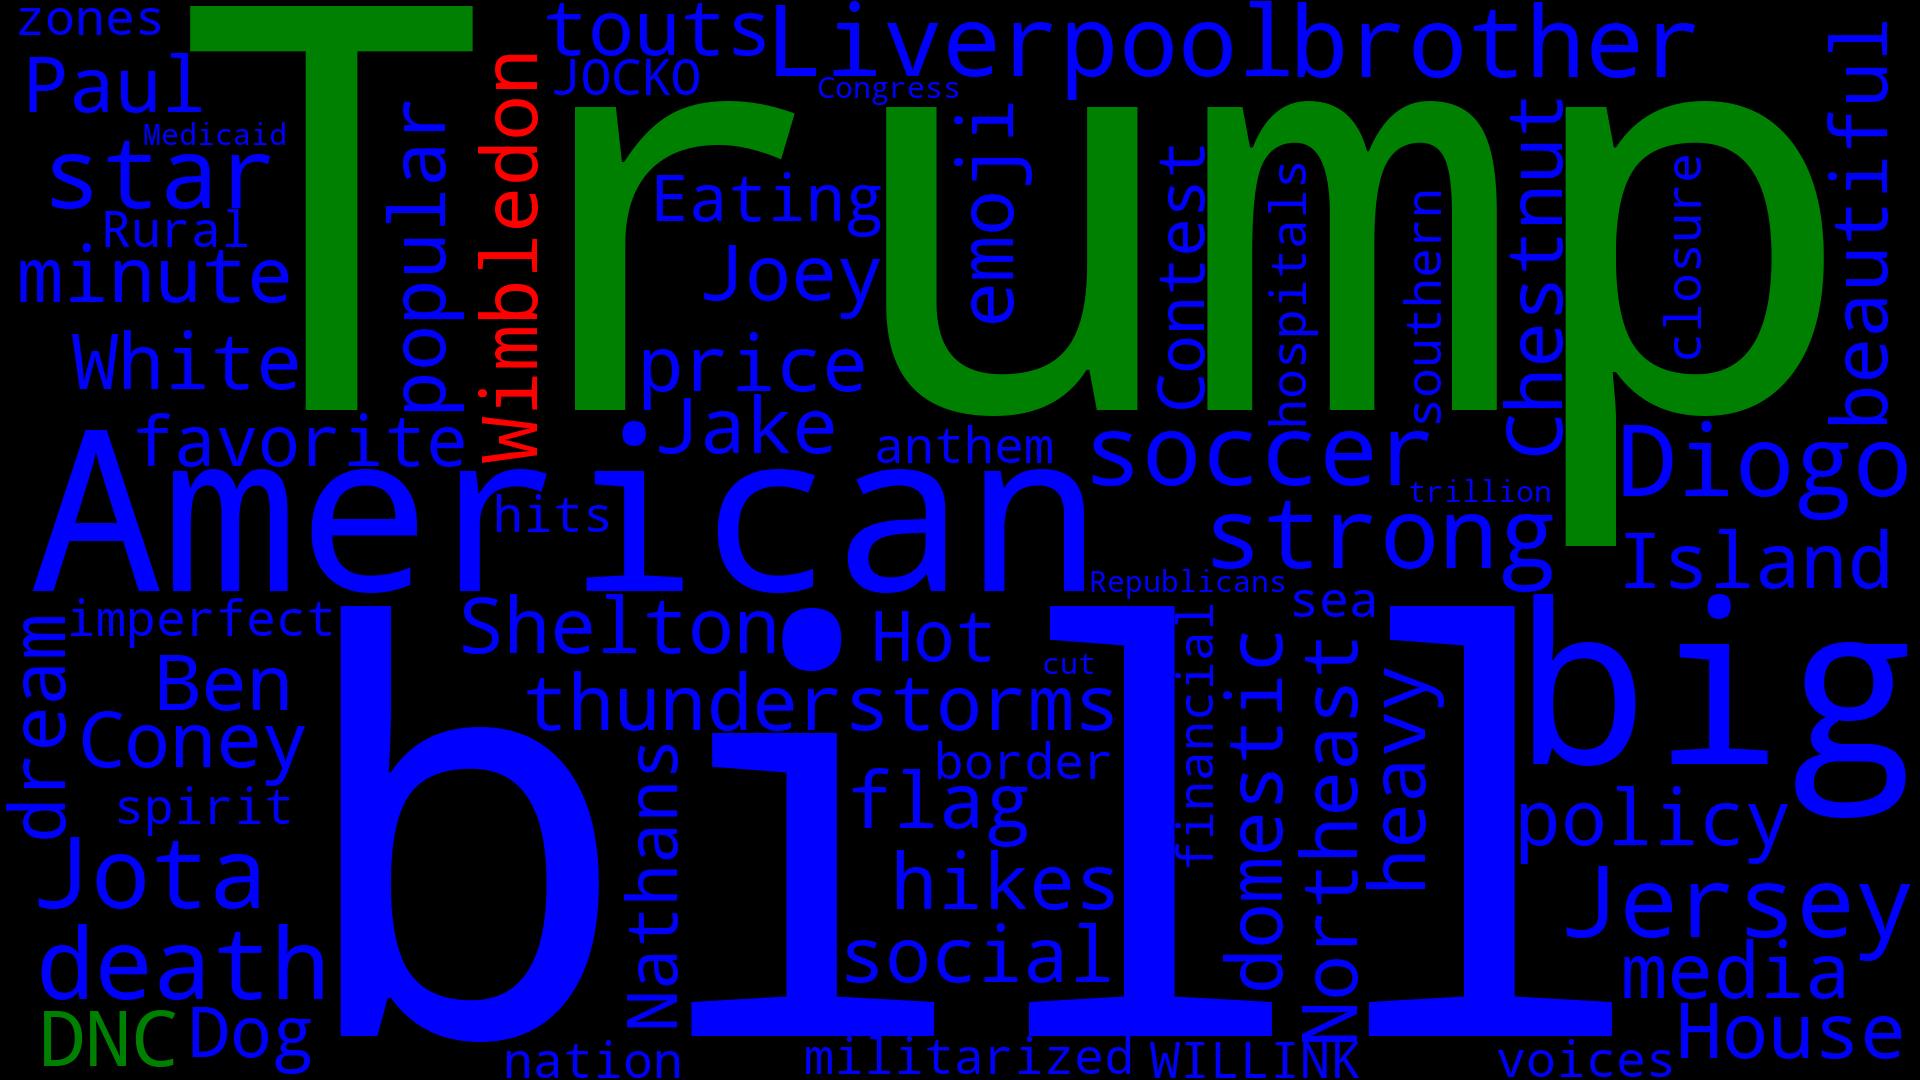 zones
touts
Liverpool
brother
Paul
JOCKO
Congress
Trump
Medicaid
star
popular
Wimbledon
Eating
emoji
Contest
hospitals
southern
Chestnut
closure
beautiful
Rural
minute
Joey
White
price
favorite
Jake
anthem
soccer
Diogo
American
hits
trillion
strong
Island
Republicans
imperfect
Shelton
Hot
sea
big
dream
Ben
cut
thunderstorms
financial
domestic
Northeast
heavy
Coney
bill
Nathans
border
flag
policy
spirit
Jota
hikes
Jersey
death
social
media
DNC
Dog
House
nation
militarized
WILLINK
voices